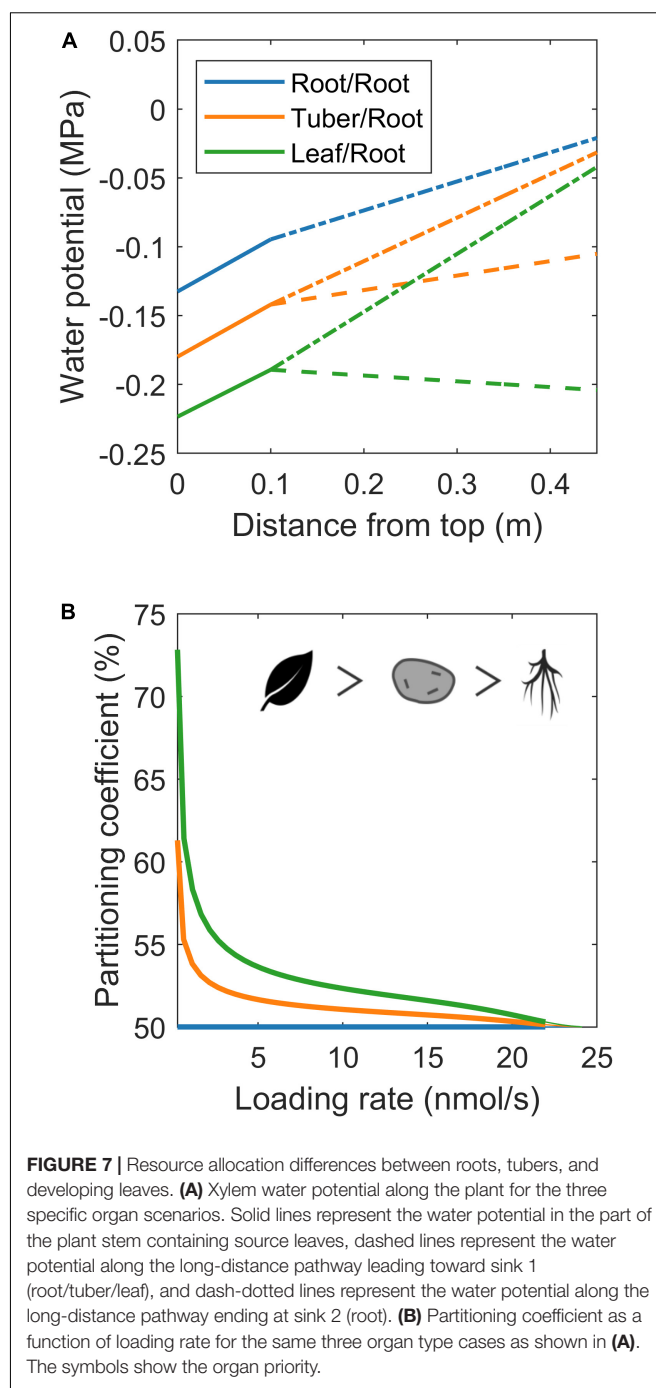 A
0.05
0
-0.05
-0.1
-0.15
-0.2
-0.25
Water potential (MPa)
Root/Root
Tuber/Root
Leaf/Root
0 0.1 0.2 0.3 0.4
Distance from top (m)
B
75
70
65
60
55
50
Partitioning coefficient (%)
> >
5 10 15 20 25
Loading rate (nmol/s)
FIGURE 7 | Resource allocation differences between roots, tubers, and
developing leaves. (A) Xylem water potential along the plant for the three
specific organ scenarios. Solid lines represent the water potential in the part of
the plant stem containing source leaves, dashed lines represent the water
potential along the long-distance pathway leading toward sink 1
(root/tuber/leaf), and dash-dotted lines represent the water potential along the
long-distance pathway ending at sink 2 (root). (B) Partitioning coefficient as a
function of loading rate for the same three organ type cases as shown in (A).
The symbols show the organ priority.